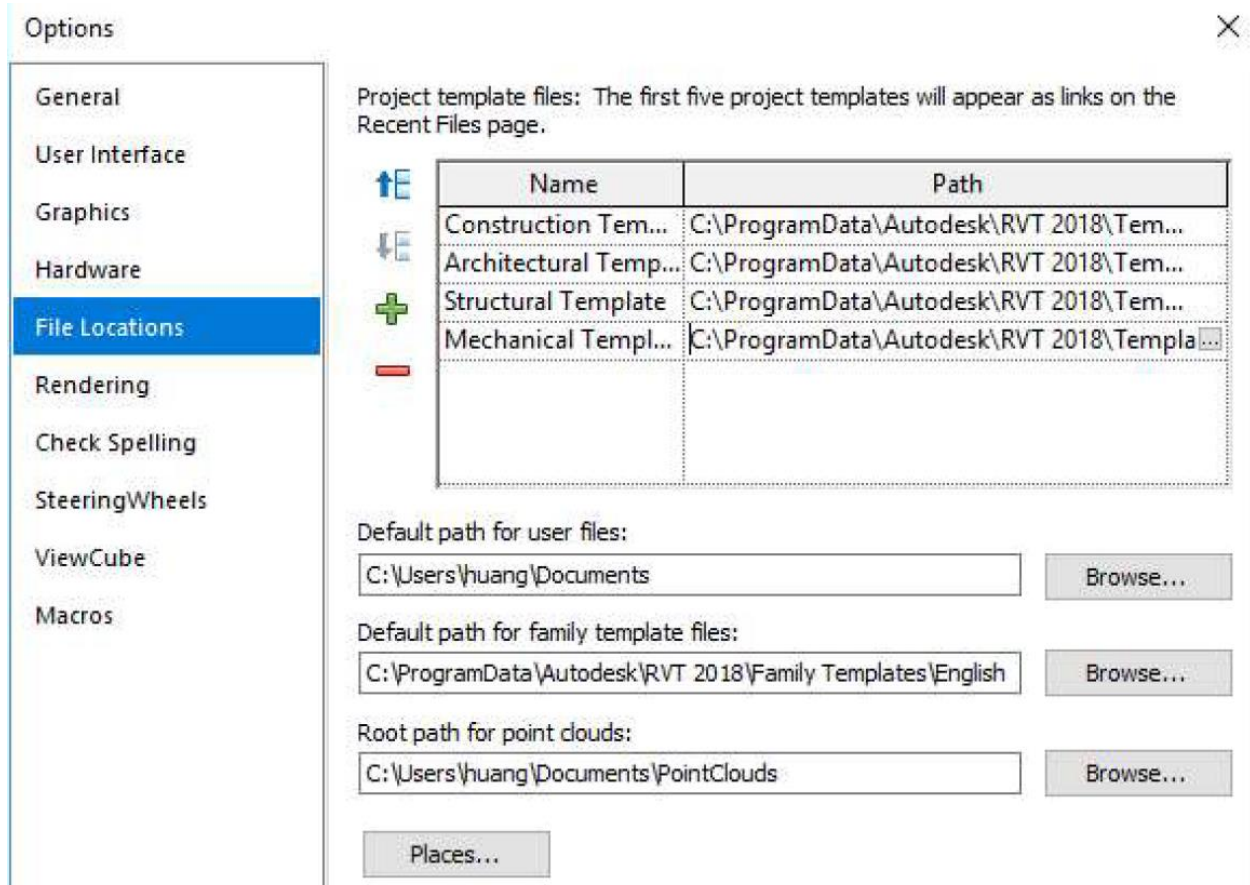 Options
General
User Interface
Graphics
Hardware
File Locations
Rendering
Check Spelling
SteeringWheels
ViewCube
Macros
Project template files: The first five project templates will appear as links on the
Recent Files page.
Name Path
Construction Tem... C:\ProgramData\Autodesk\RVT 2018\Tem...
Architectural Temp... C:\ProgramData\Autodesk\RVT 2018\Tem...
Structural Template C:\ProgramData\Autodesk\RVT 2018\Tem...
Mechanical Templ... C:\ProgramData\Autodesk\RVT 2018\Templa ...
Default path for user files:
C:\Users\huang\Documents Browse...
Default path for family template files:
C:\ProgramData\Autodesk\RVT 2018\Family Templates\English Browse...
Root path for point clouds:
C:\Users\huang\Documents\PointClouds Browse...
Places...